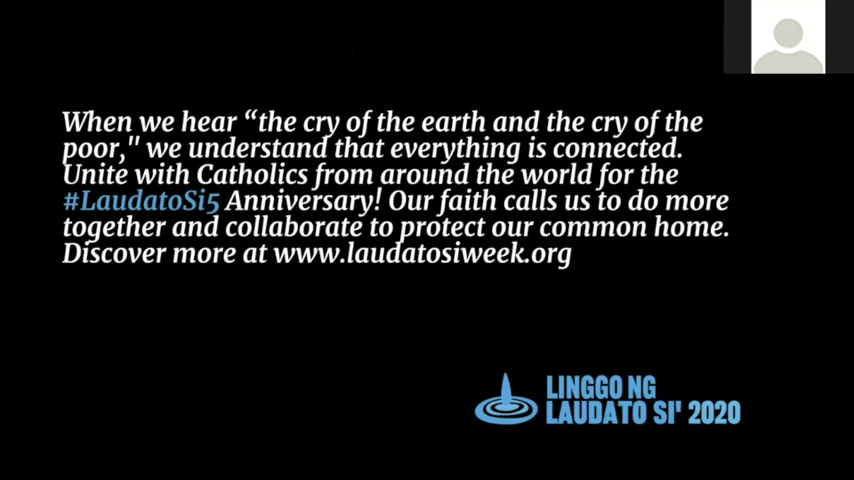 When we hear “the cry of the earth and the cry of the
poor," we understand that everything is connected.
Unite with Catholics from around the world for the
#LaudatoSi5 Anniversary! Our faith calls us to do more
together and collaborate to protect our common home.
Discover more at www.laudatosiweek.org
LINGGO NG
LAUDATO SI' 2020